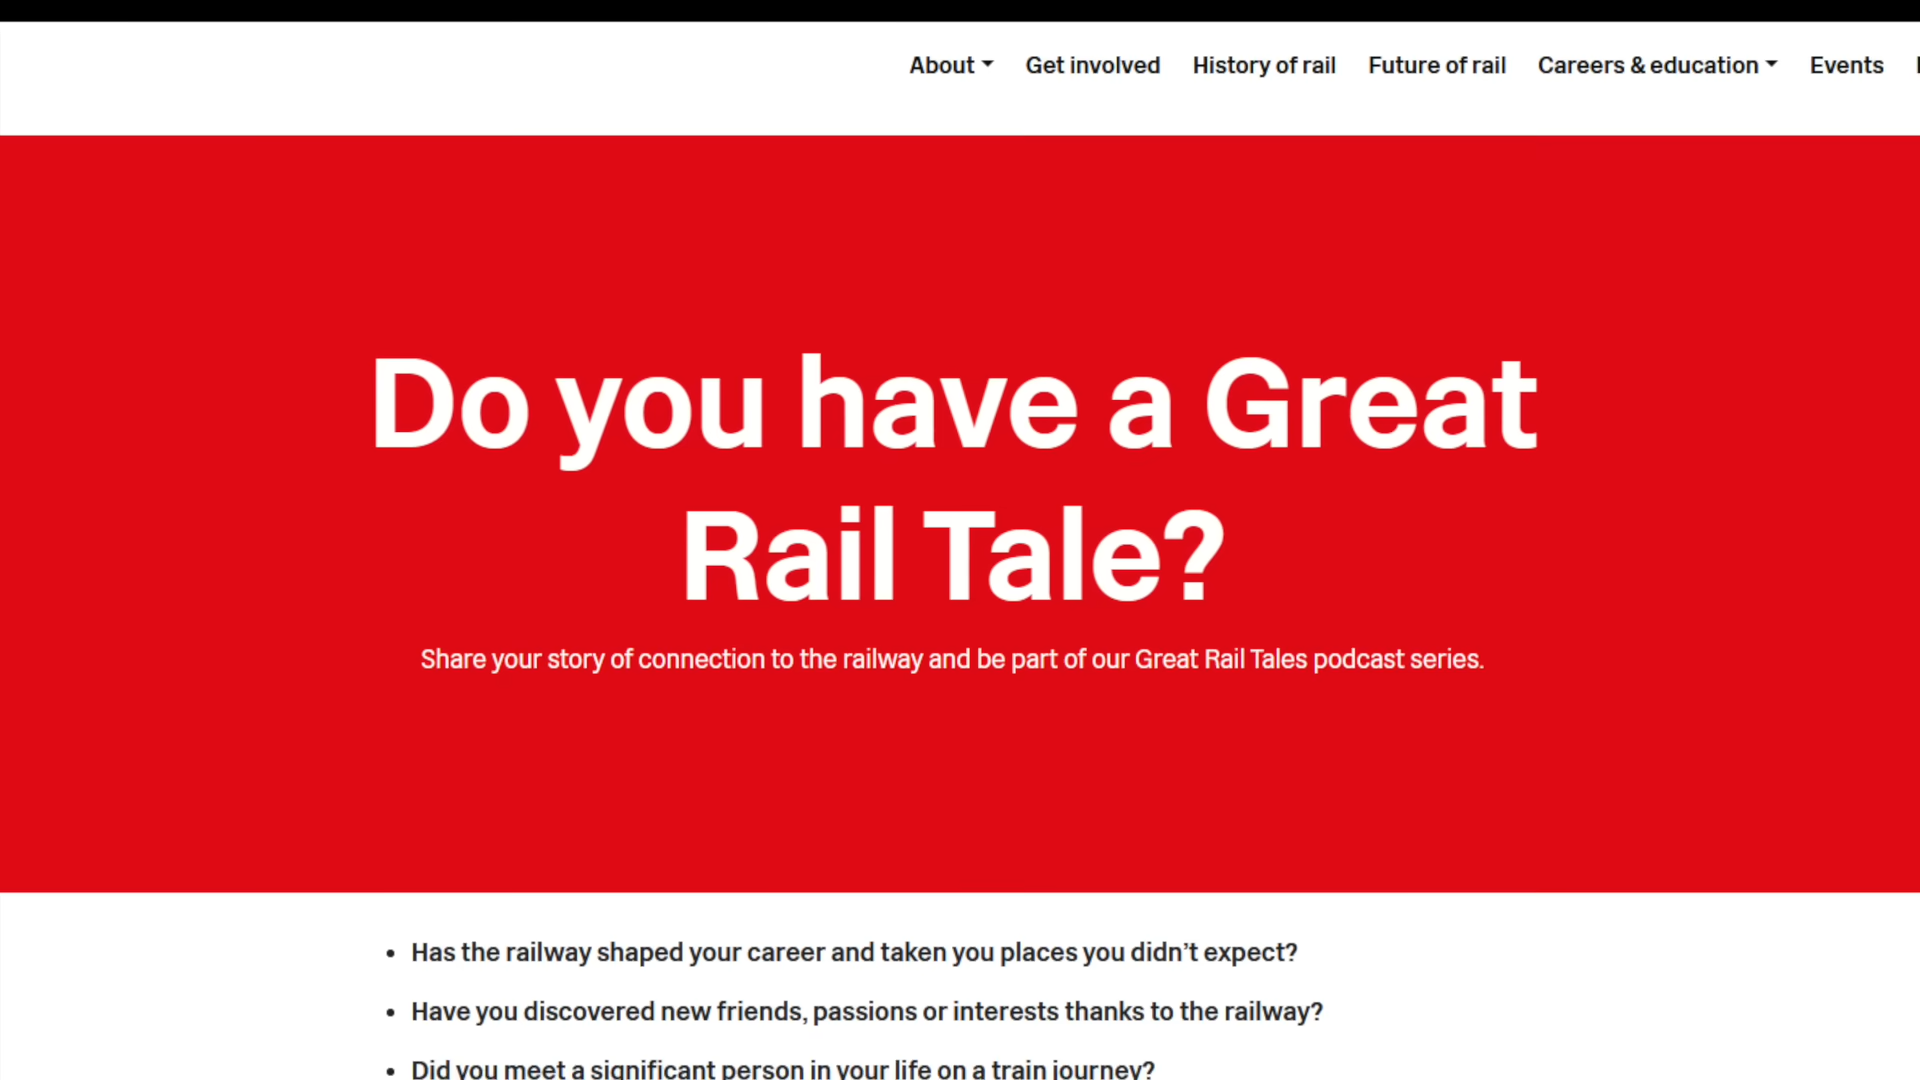 About Get involved History of rail Future of rail Careers & education Events
Do you have a Great
Rail Tale?
Share your story of connection to the railway and be part of our Great Rail Tales podcast series.
• Has the railway shaped your career and taken you places you didn’t expect?
• Have you discovered new friends, passions or interests thanks to the railway?
• Did you meet a significant person in your life on a train journey?